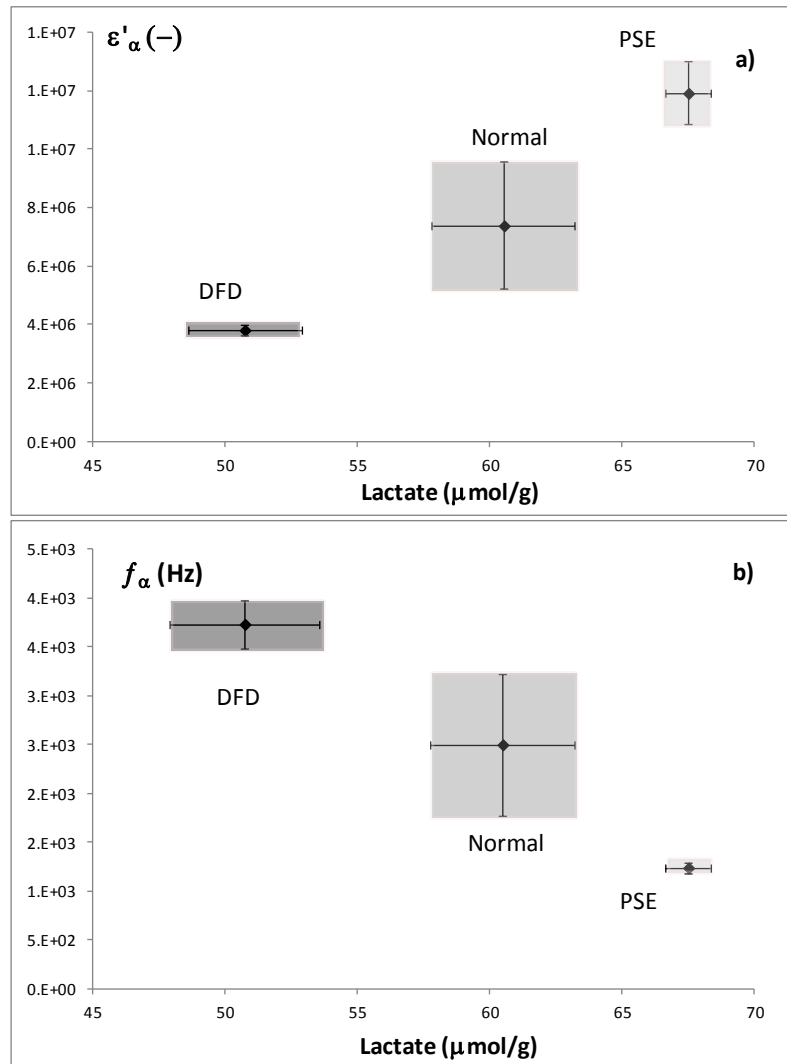 ε'α (−)
PSE
a)
1.E+07
1.E+07
Normal
1.E+07
8.E+06
DFD
6.E+06
4.E+06
2.E+06
0.E+00
45 50 55 60 65 70
Lactate (μmol/g)
5.E+03
fα (Hz)
b)
4.E+03
4.E+03
DFD
3.E+03
3.E+03
2.E+03
Normal
2.E+03
PSE
1.E+03
5.E+02
0.E+00
45 50 55 60 65 70
Lactate (μmol/g)